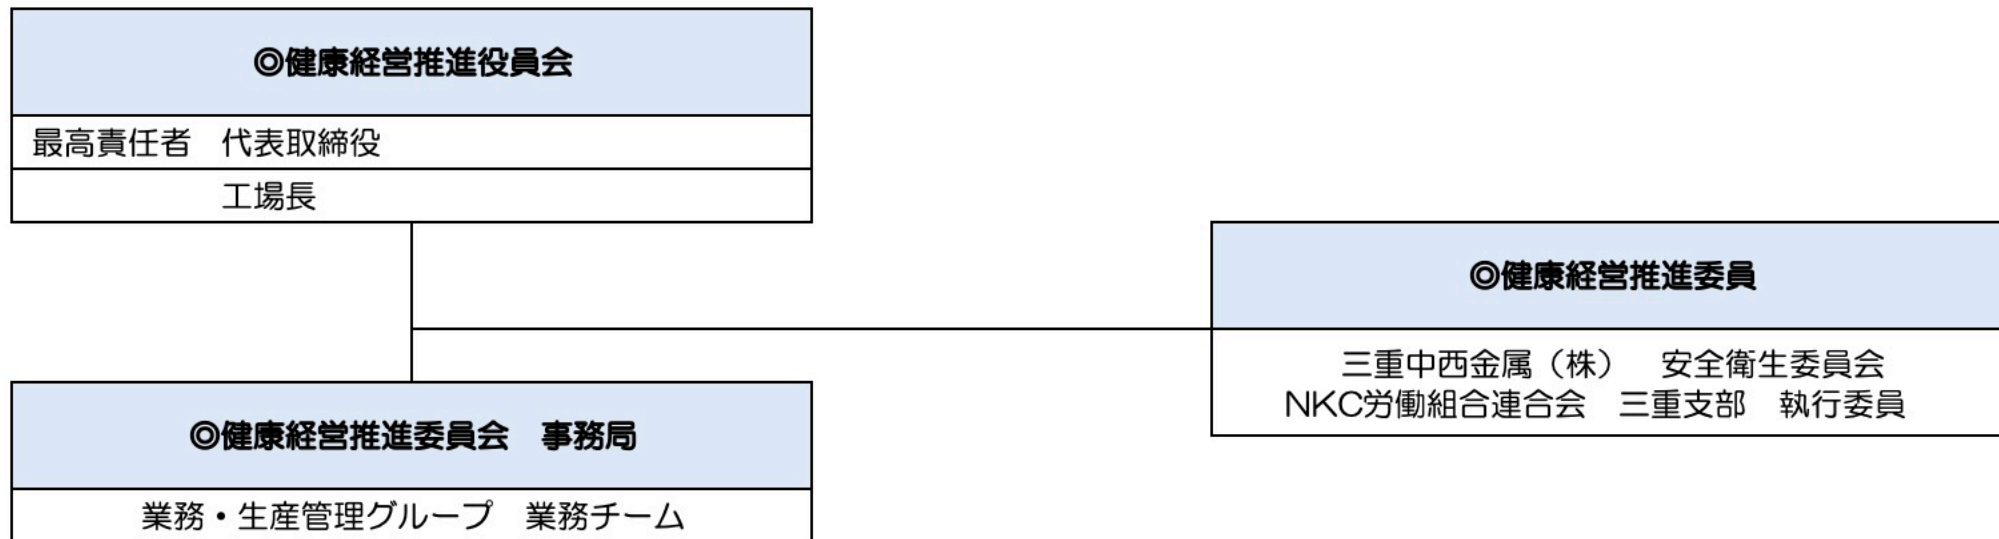 ◎健康経営推進役員会
最高責任者　代表取締役
工場長
◎健康経営推進委員
三重中西金属（株）　安全衛生委員会
NKC労働組合連合会　三重支部　執行委員
◎健康経営推進委員会　事務局
業務・生産管理グループ　業務チーム